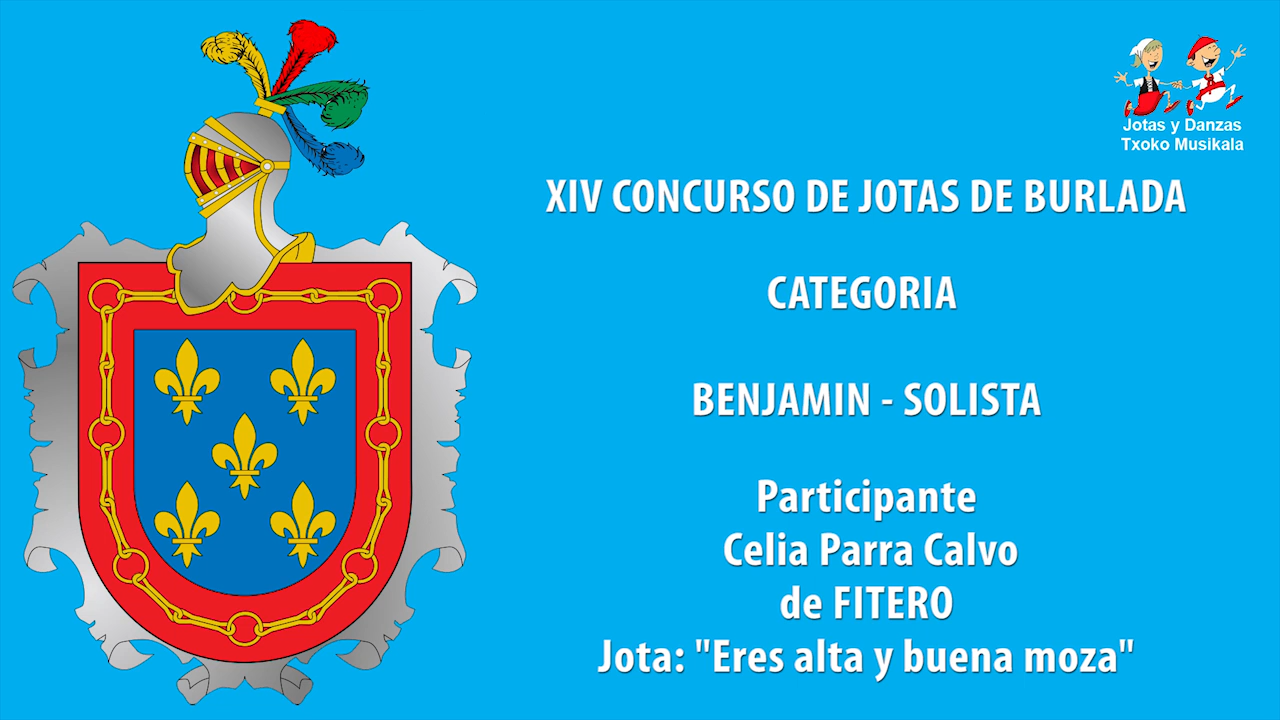 Jotas y Danzas
Txoko Musikala
XIV CONCURSO DE JOTAS DE BURLADA
CATEGORIA
BENJAMIN - SOLISTA
Participante
Celia Parra Calvo
de FITERO
Jota: "Eres alta y buena moza"